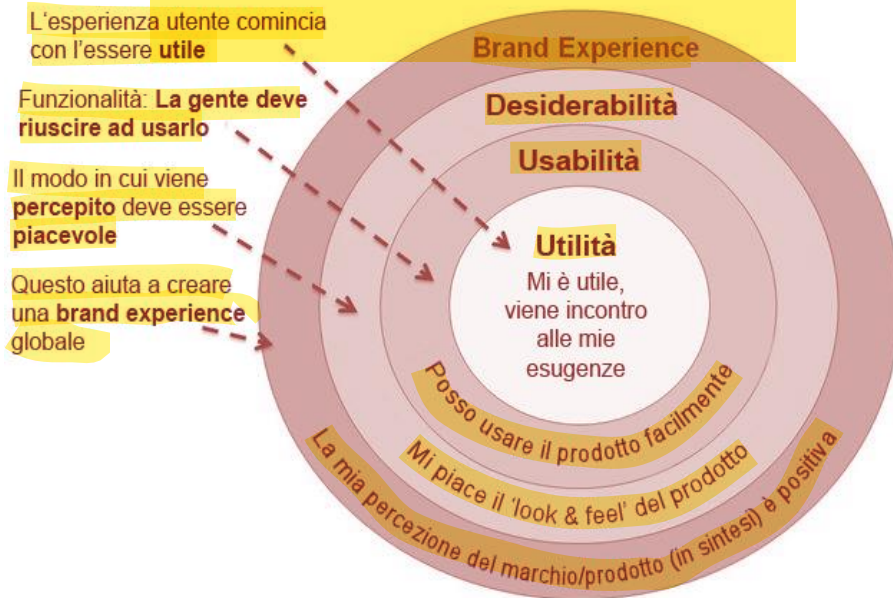 L'esperienza utente comincia
con l'essere utile
Funzionalità: La gente deve
riuscire ad usarlo
Il modo in cui viene
percepito deve essere
piacevole
Questo aiuta a creare
una brand experience
globale
Brand Experience
Desiderabilità
Usabilità
Utilità
Mi è utile,
viene incontro
alle mie
esugenze
Posso usare il prodotto facilmente
Mi piace il 'look & feel' del prodotto
La mia percezione del marchio/prodotto (in sintesi) è positiva